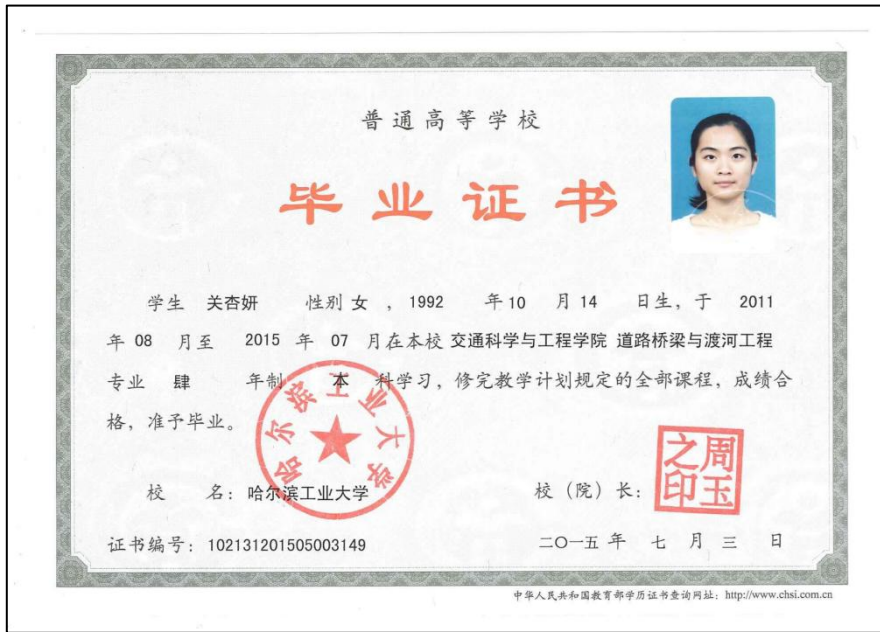 普通高等学校
毕业证书
学生 关杏妍 性别 女 ，1992 年 10 月 14 日生，于 2011
年 08 月至 2015 年 07 月在本校 交通科学与工程学院 道路桥梁与渡河工程
专业 肆 年制 本 科学习，修完教学计划规定的全部课程，成绩合
格，准予毕业。
哈尔滨工业大学
周玉之印
校 名：哈尔滨工业大学 校（院）长：
证书编号：102131201505003149 二〇一五 年 七 月 三 日
中华人民共和国教育部学历证书查询网址：http://www.chsi.com.cn